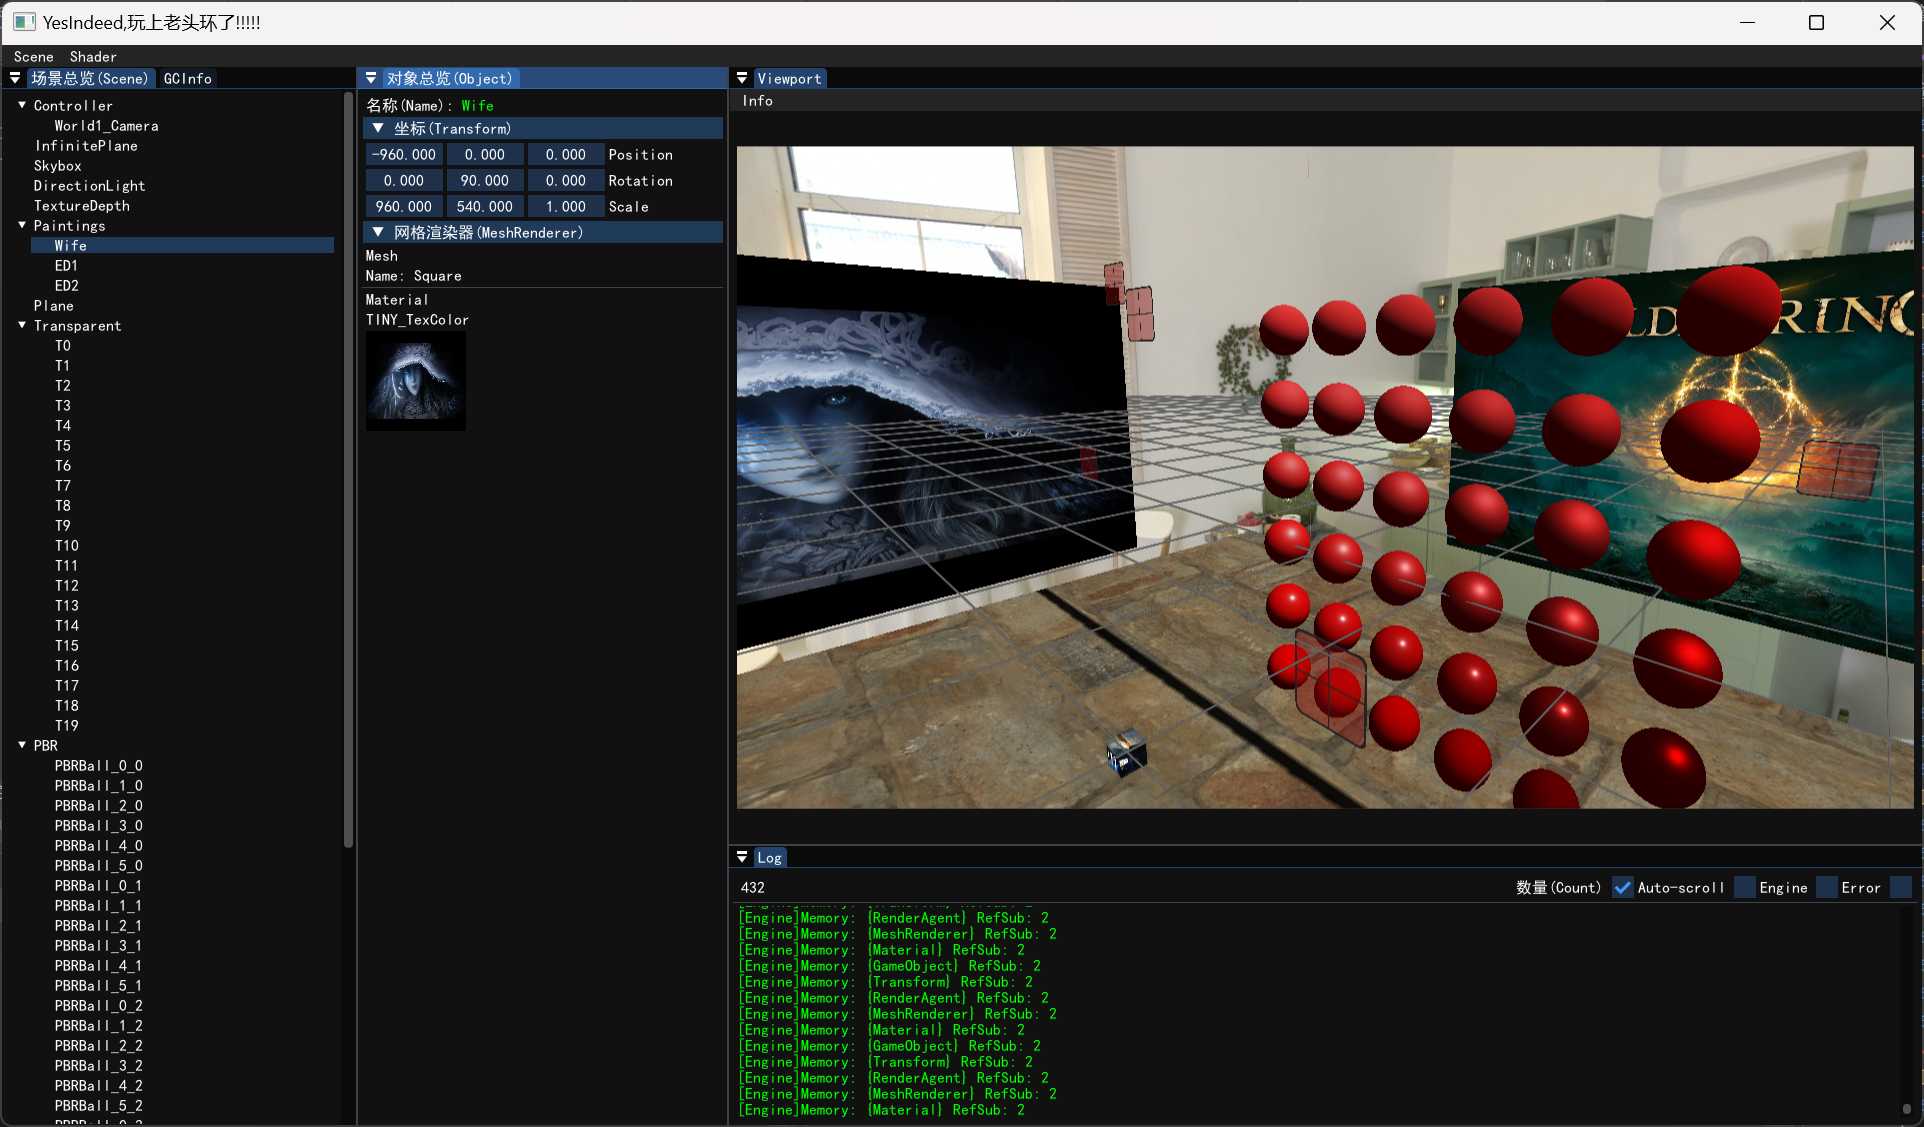 YesIndeed,玩上老头环了!!!!!
Scene Shader
场景总览(Scene) GCInfo
Controller
World1_Camera
InfinitePlane
Skybox
DirectionLight
TextureDepth
Paintings
Wife
ED1
ED2
Plane
Transparent
T0
T1
T2
T3
T4
T5
T6
T7
T8
T9
T10
T11
T12
T13
T14
T15
T16
T17
T18
T19
PBR
PBRBall_0_0
PBRBall_1_0
PBRBall_2_0
PBRBall_3_0
PBRBall_4_0
PBRBall_5_0
PBRBall_0_1
PBRBall_1_1
PBRBall_2_1
PBRBall_3_1
PBRBall_4_1
PBRBall_5_1
PBRBall_0_2
PBRBall_1_2
PBRBall_2_2
PBRBall_3_2
PBRBall_4_2
PBRBall_5_2
对象总览(Object)
名称(Name): Wife
坐标(Transform)
-960.000 0.000 0.000 Position
0.000 90.000 0.000 Rotation
960.000 540.000 1.000 Scale
网格渲染器(MeshRenderer)
Mesh
Name: Square
Material
TINY_TexColor
Viewport
Info
Log
432 数量(Count) Auto-scroll Engine Error
[Engine]Memory: {Transform} RefSub: 2
[Engine]Memory: {RenderAgent} RefSub: 2
[Engine]Memory: {MeshRenderer} RefSub: 2
[Engine]Memory: {Material} RefSub: 2
[Engine]Memory: {GameObject} RefSub: 2
[Engine]Memory: {Transform} RefSub: 2
[Engine]Memory: {RenderAgent} RefSub: 2
[Engine]Memory: {MeshRenderer} RefSub: 2
[Engine]Memory: {Material} RefSub: 2
[Engine]Memory: {GameObject} RefSub: 2
[Engine]Memory: {Transform} RefSub: 2
[Engine]Memory: {RenderAgent} RefSub: 2
[Engine]Memory: {MeshRenderer} RefSub: 2
[Engine]Memory: {Material} RefSub: 2